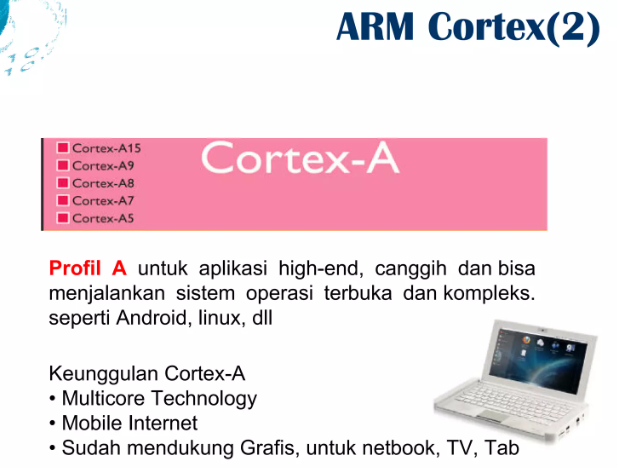 ARM Cortex(2)
Cortex-A15
Cortex-A9
Cortex-A8
Cortex-A7
Cortex-A5
Cortex-A
Profil A untuk aplikasi high-end, canggih dan bisa
menjalankan sistem operasi terbuka dan kompleks.
seperti Android, linux, dll
Keunggulan Cortex-A
• Multicore Technology
• Mobile Internet
• Sudah mendukung Grafis, untuk netbook, TV, Tab